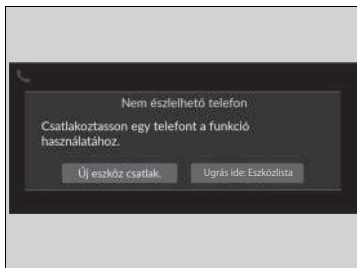 Nem észlelhető telefon
Csatlakoztasson egy telefont a funkció
használatához.
Új eszköz csatlak.
Ugrás ide: Eszközlista